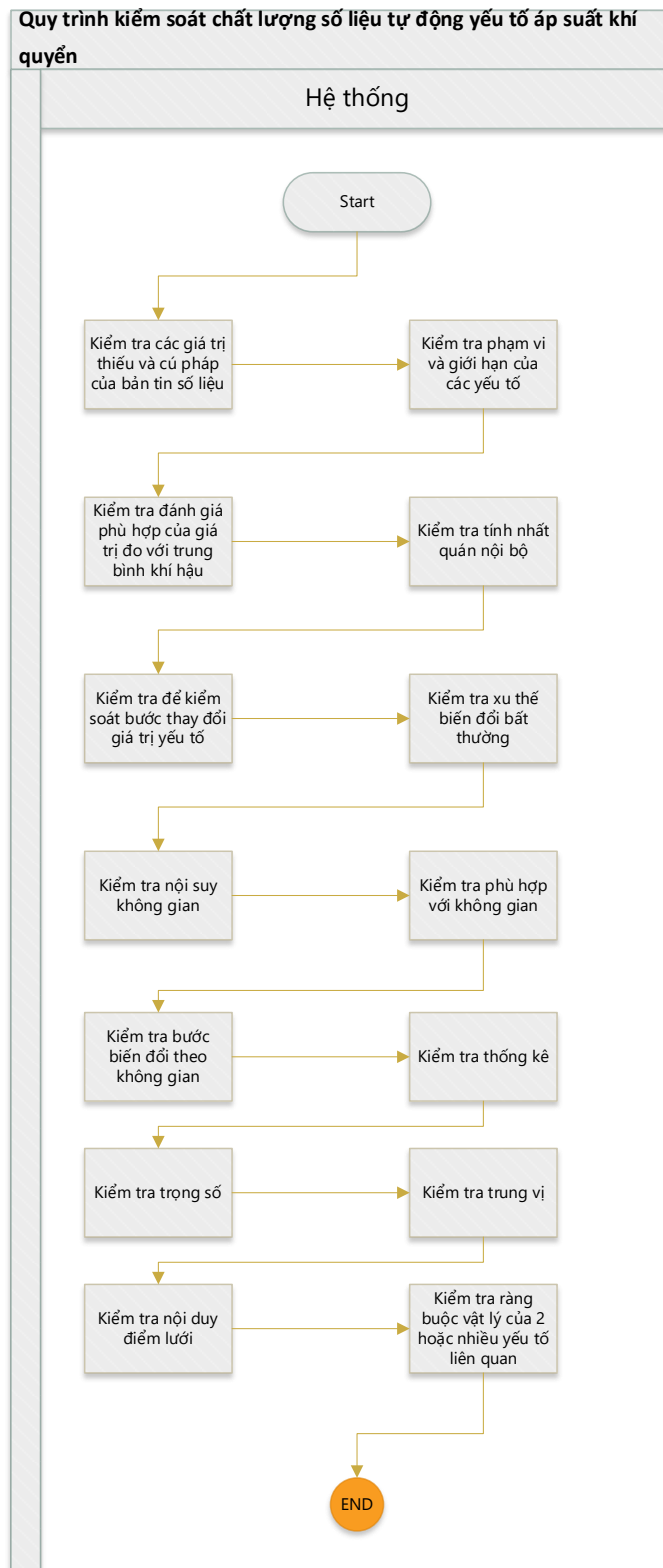 Quy trình kiểm soát chất lượng số liệu tự động yếu tố áp suất khí
quyển
Hệ thống
Start
Kiểm tra các giá trị
thiếu và cú pháp
của bản tin số liệu
Kiểm tra phạm vi
và giới hạn của
các yếu tố
Kiểm tra đánh giá
phù hợp của giá
trị đo với trung
bình khí hậu
Kiểm tra tính nhất
quán nội bộ
Kiểm tra để kiểm
soát bước thay đổi
giá trị yếu tố
Kiểm tra xu thế
biến đổi bất
thường
Kiểm tra nội suy
không gian
Kiểm tra phù hợp
với không gian
Kiểm tra bước
biến đổi theo
không gian
Kiểm tra thống kê
Kiểm tra trọng số
Kiểm tra trung vị
Kiểm tra nội duy
điểm lưới
Kiểm tra ràng
buộc vật lý của 2
hoặc nhiều yếu tố
liên quan
END